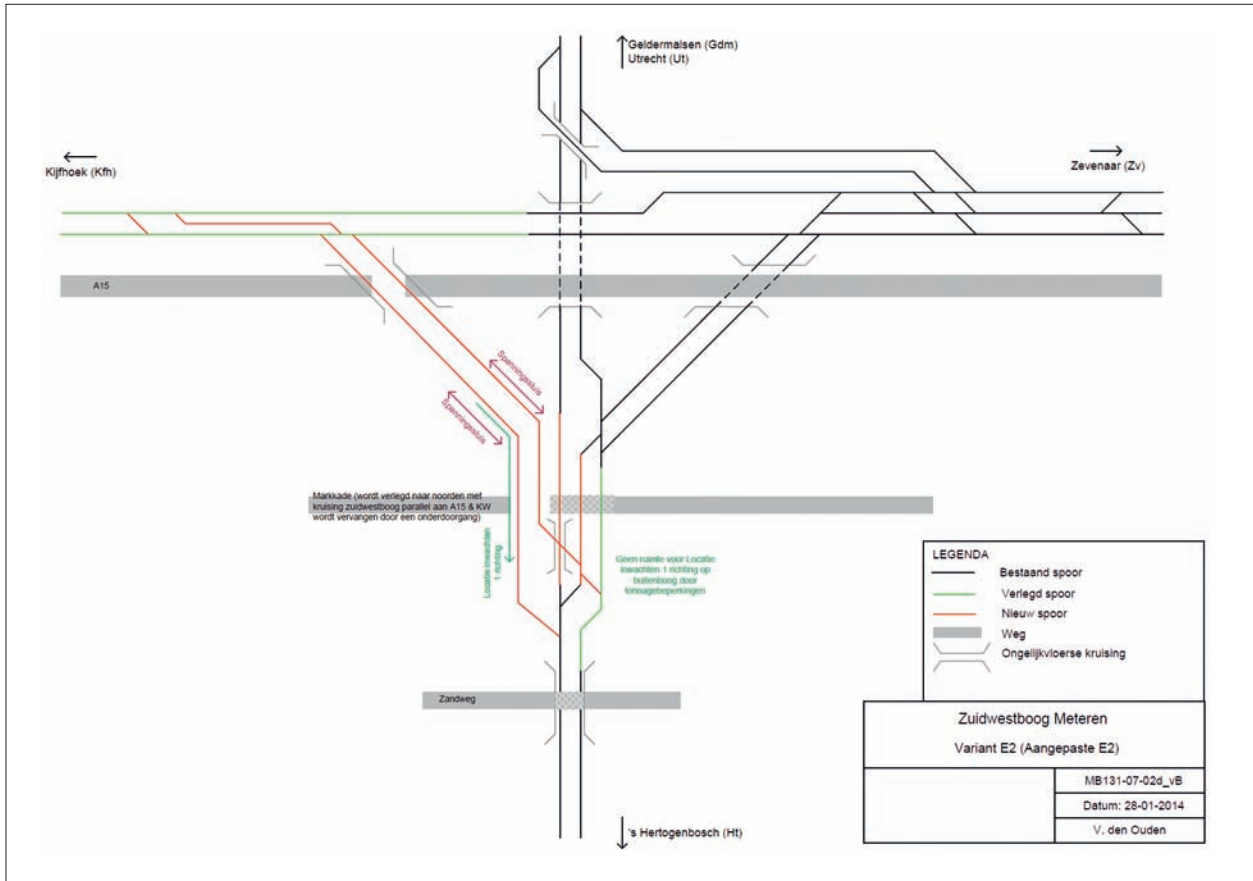 Geldermalsen (Gdm)
Utrecht (Ut)
Kijfhoek (Kfh)
Zevenaar (Zv)
A15
Spanningssluis
Spanningssluis
Markkade (wordt verlegd naar noorden met
kruising zuidwestboog parallel aan A15 & KW
wordt vervangen door een onderdoorgang)
Locatie inwachten
1 richting
Geen ruimte voor Locatie
inwachten 1 richting op
buitenboog door
tonnagebeperkingen
LEGENDA
Bestaand spoor
Verlegd spoor
Nieuw spoor
Weg
Ongelijkvloerse kruising
Zandweg
Zuidwestboog Meteren
Variant E2 (Aangepaste E2)
MB131-07-02d_vB
Datum: 28-01-2014
V. den Ouden
's Hertogenbosch (Ht)